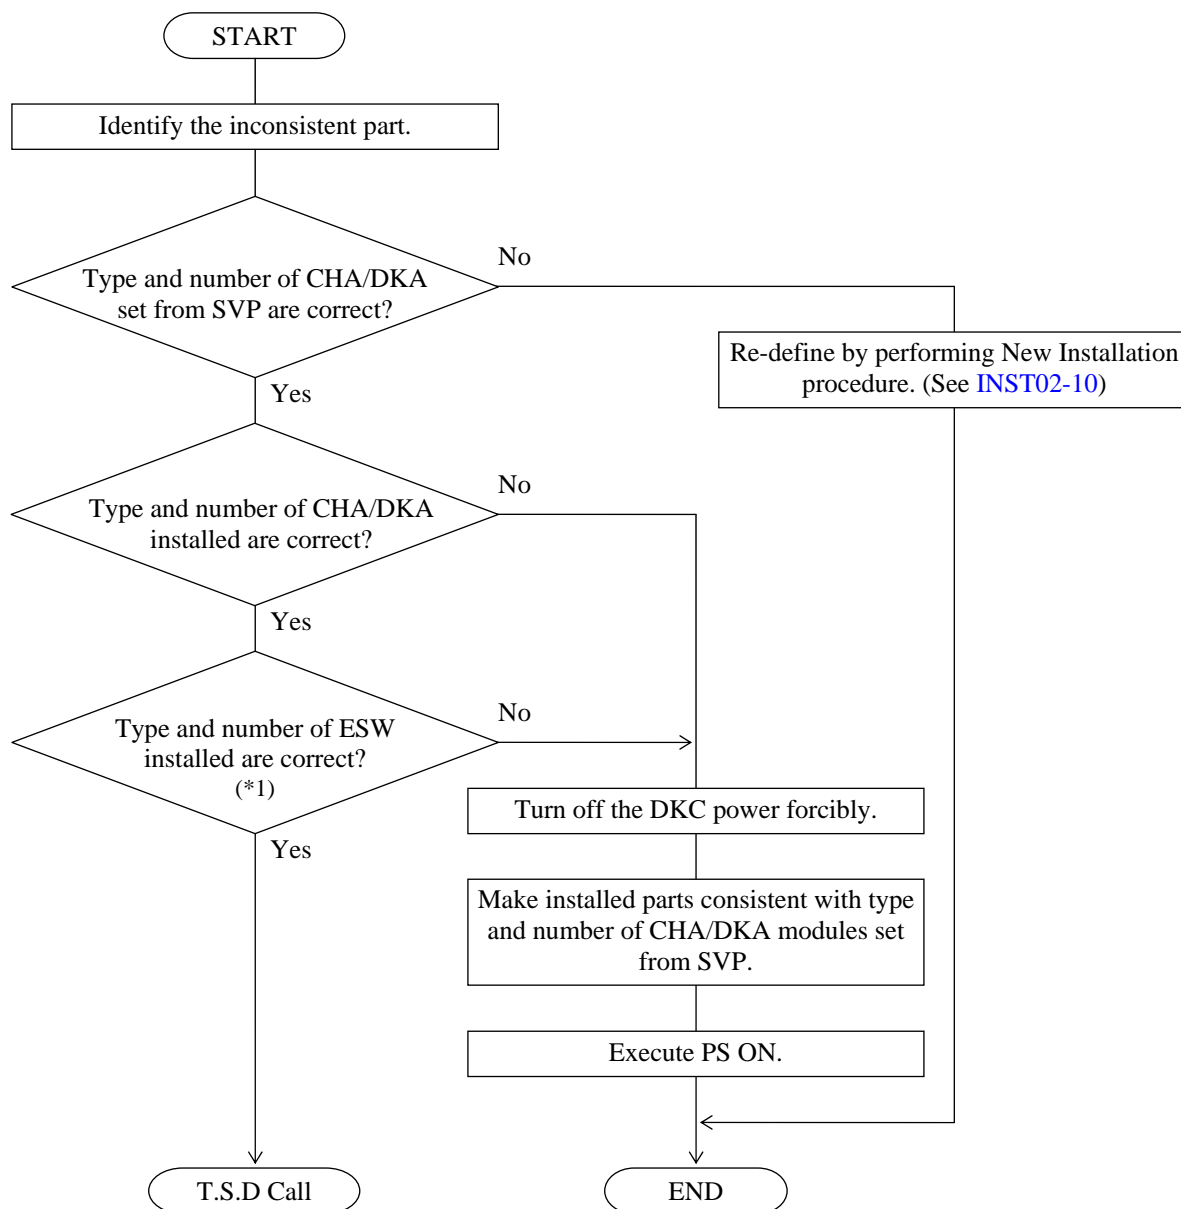 START
Identify the inconsistent part.
No
Type and number of CHA/DKA
set from SVP are correct?
Re-define by performing New Installation
procedure. (See INST02-10)
Yes
No
Type and number of CHA/DKA
installed are correct?
Yes
No
Type and number of ESW
installed are correct?
(*1)
Turn off the DKC power forcibly.
Yes
Make installed parts consistent with type
and number of CHA/DKA modules set
from SVP.
Execute PS ON.
T.S.D Call
END